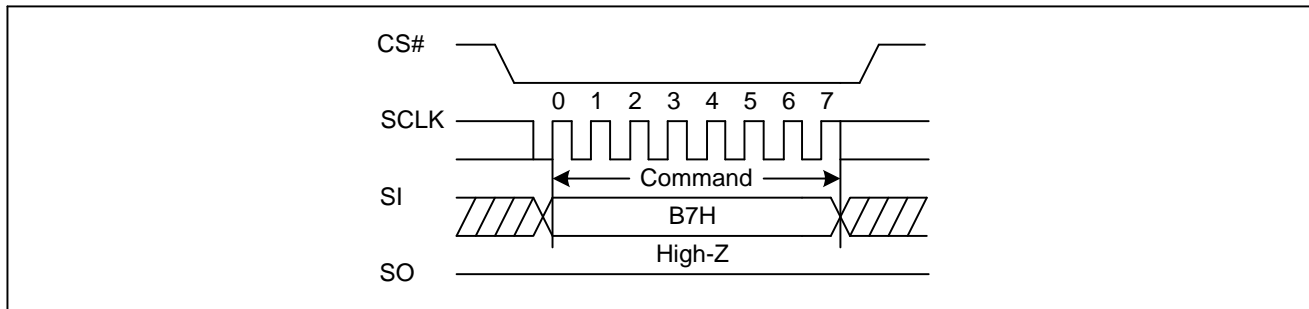 CS#
0 1 2 3 4 5 6 7
SCLK
Command
SI
B7H
High-Z
SO